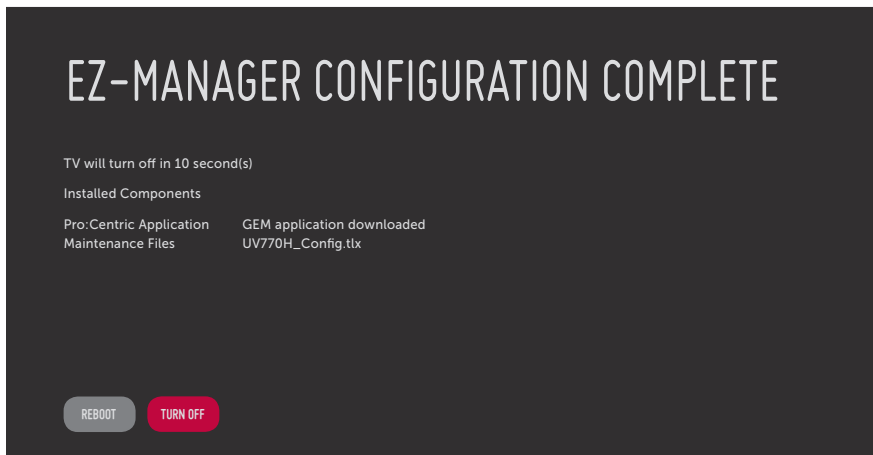 EZ-MANAGER CONFIGURATION COMPLETE
TV will turn off in 10 second(s)
Installed Components
Pro:Centric Application GEM application downloaded
Maintenance Files UV770H_Config.tlx
REBOOT TURN OFF